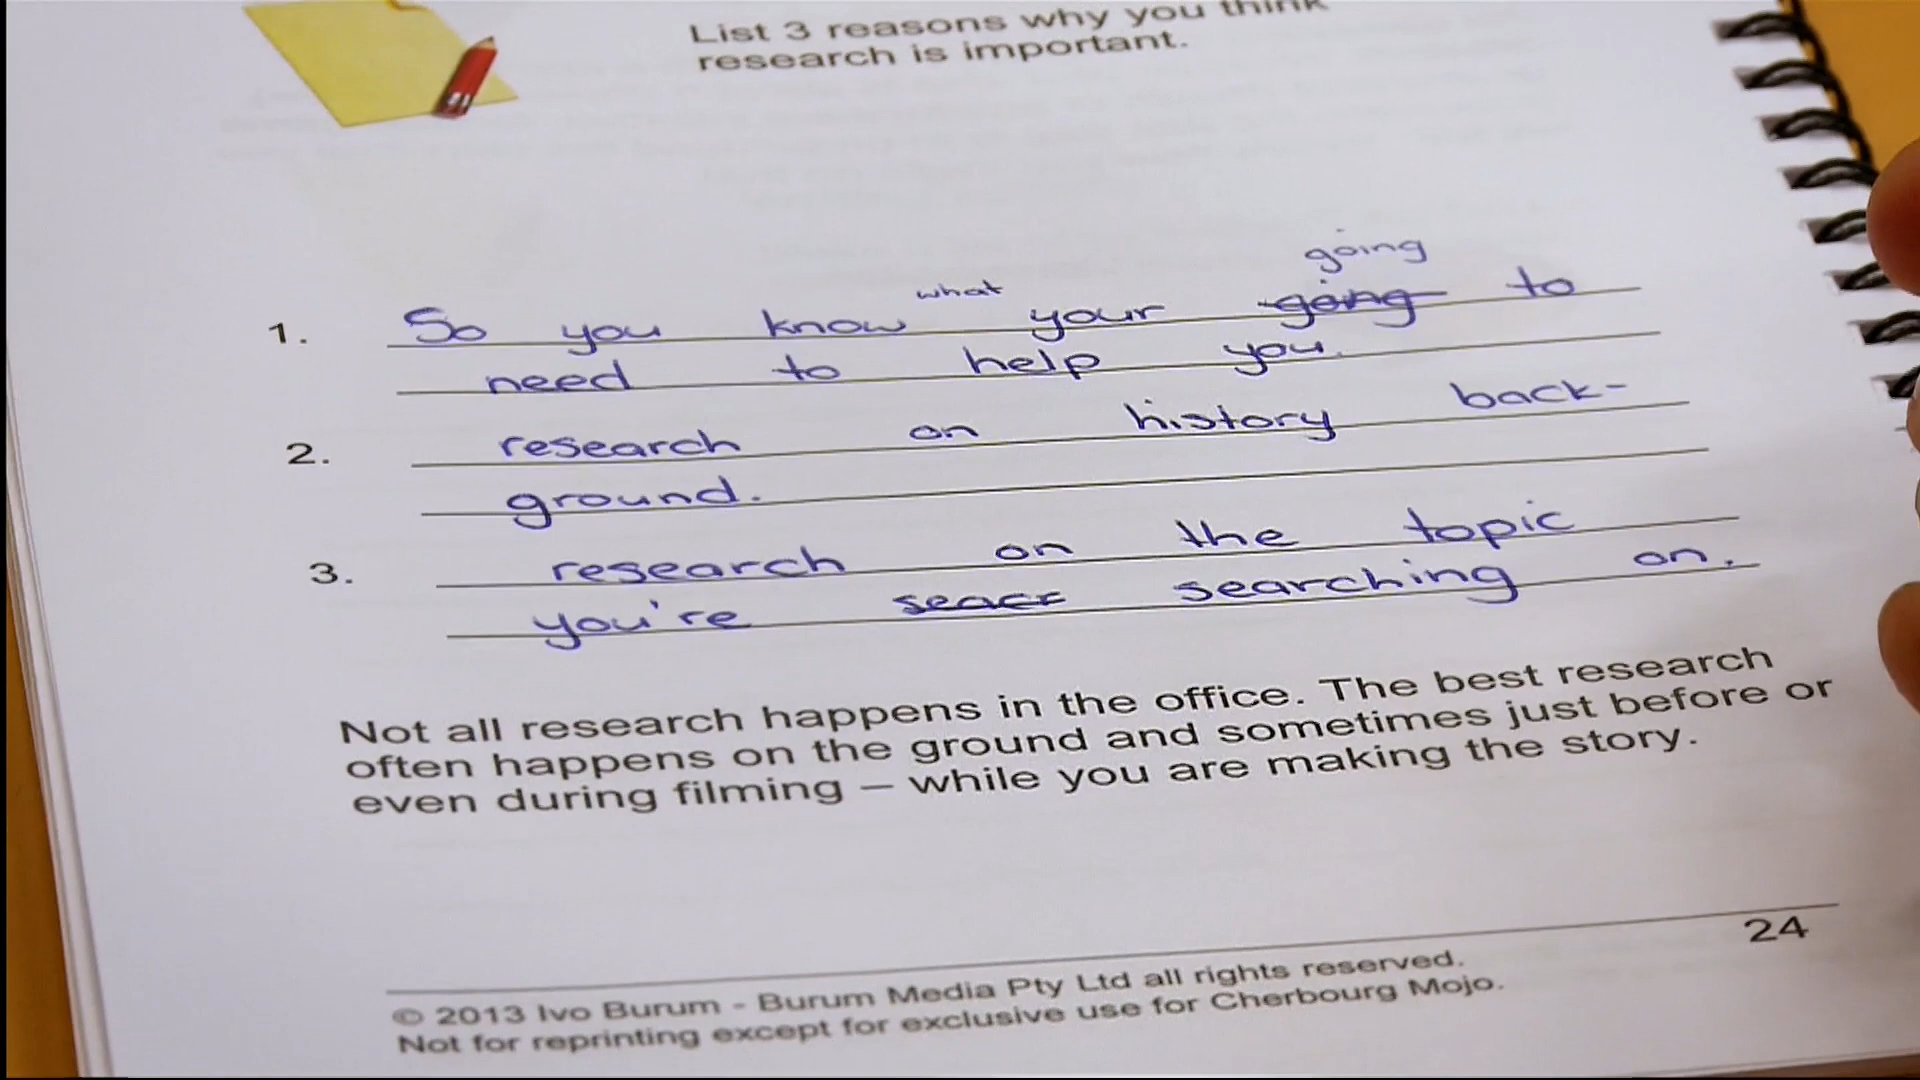 List 3 reasons why you think
research is important.
going
what
1. So you know your going to
need to help you.
2. research on history back-
ground.
3. research on the topic
you're seacr searching on.
Not all research happens in the office. The best research
often happens on the ground and sometimes just before or
even during filming – while you are making the story.
24
© 2013 Ivo Burum - Burum Media Pty Ltd all rights reserved.
Not for reprinting except for exclusive use for Cherbourg Mojo.